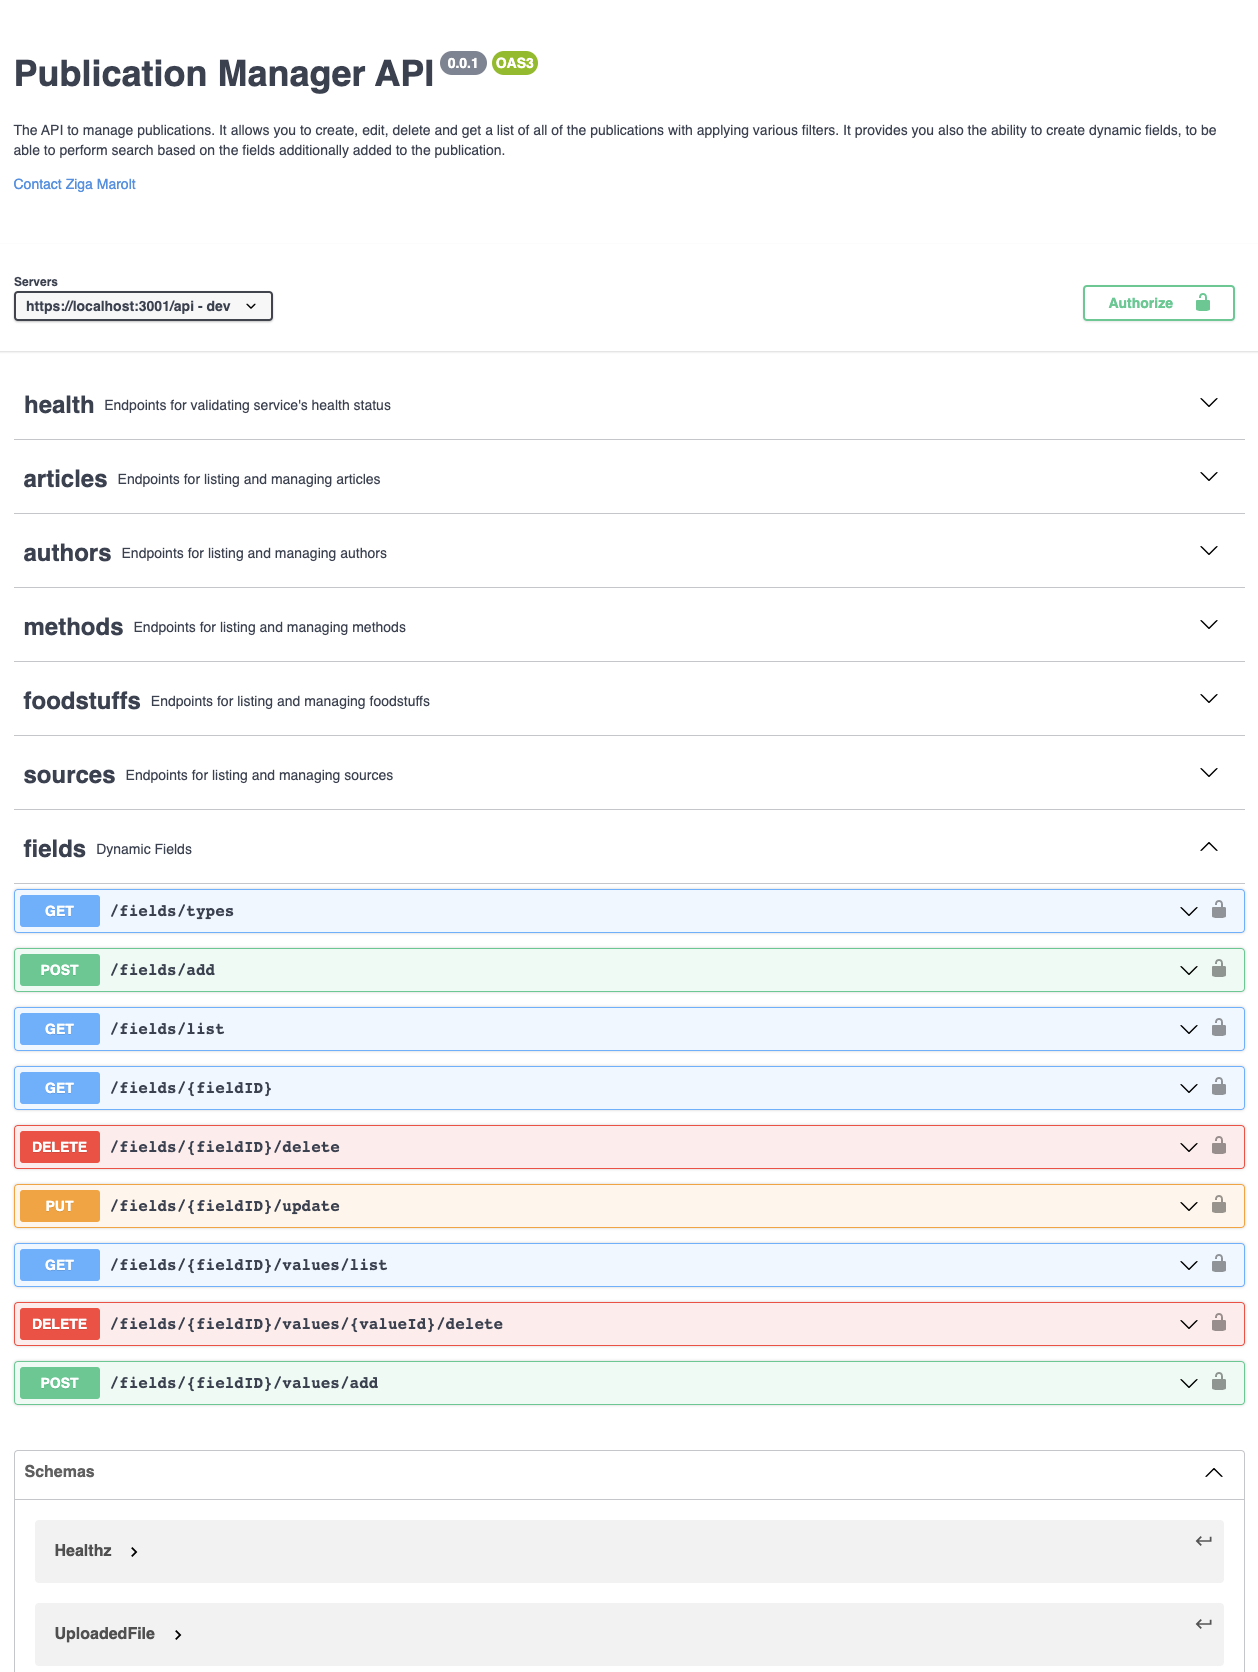 Publication Manager API 0.0.1 OAS3
The API to manage publications. It allows you to create, edit, delete and get a list of all of the publications with applying various filters. It provides you also the ability to create dynamic fields, to be
able to perform search based on the fields additionally added to the publication.
Contact Ziga Marolt
Servers
https://localhost:3001/api - dev
Authorize
health Endpoints for validating service's health status
articles Endpoints for listing and managing articles
authors Endpoints for listing and managing authors
methods Endpoints for listing and managing methods
foodstuffs Endpoints for listing and managing foodstuffs
sources Endpoints for listing and managing sources
fields Dynamic Fields
GET /fields/types
POST /fields/add
GET /fields/list
GET /fields/{fieldID}
DELETE /fields/{fieldID}/delete
PUT /fields/{fieldID}/update
GET /fields/{fieldID}/values/list
DELETE /fields/{fieldID}/values/{valueId}/delete
POST /fields/{fieldID}/values/add
Schemas
Healthz
UploadedFile